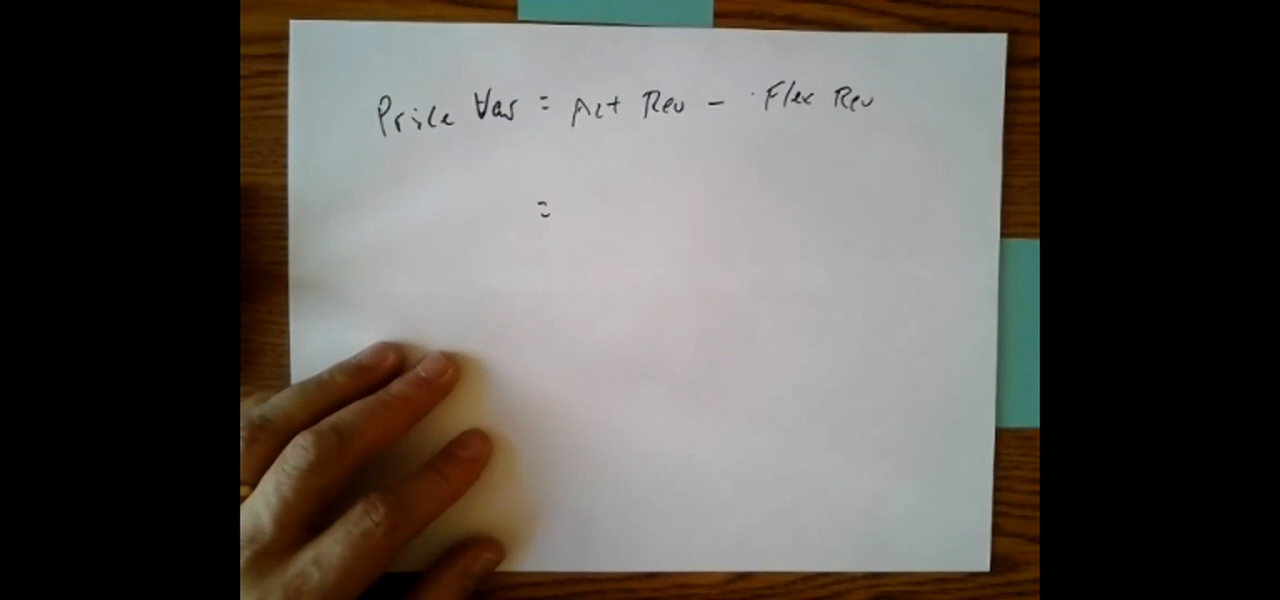 Price Var = Act Rev - Flex Rev
=